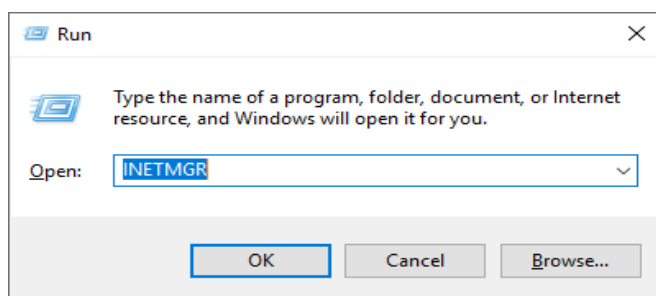 Run
Type the name of a program, folder, document, or Internet
resource, and Windows will open it for you.
Open:
INETMGR
OK
Cancel
Browse...